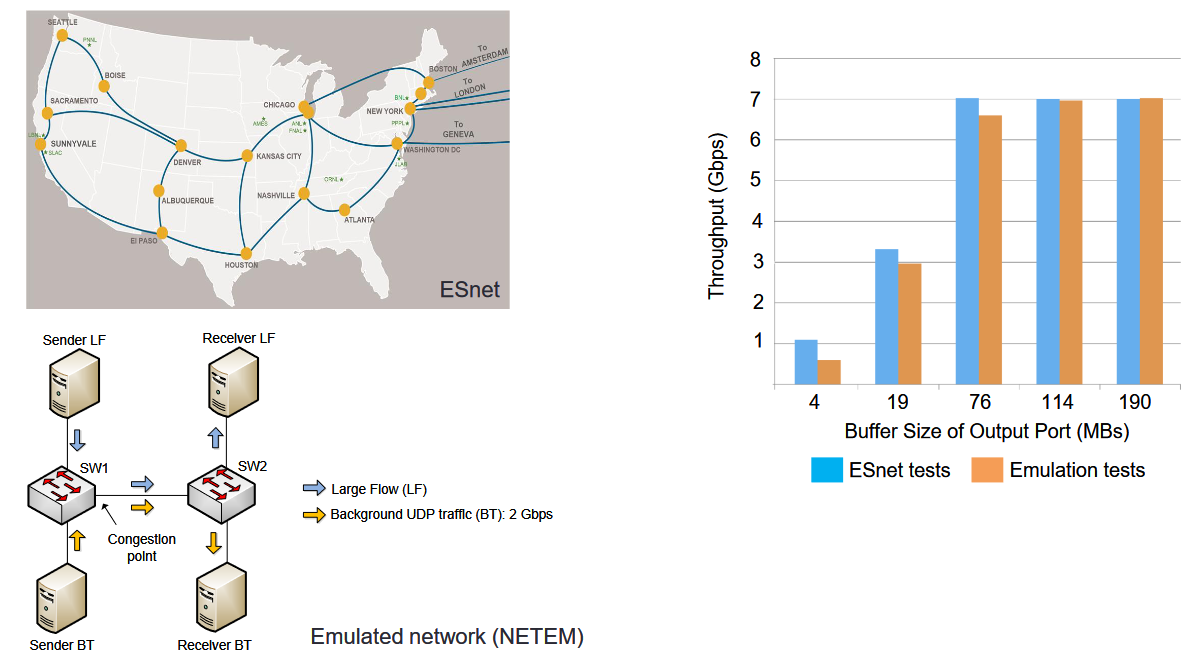 SEATTLE
PNNL
BOISE
SACRAMENTO
LBNL
SUNNYVALE
SLAC
DENVER
ALBUQUERQUE
El PASO
HOUSTON
KANSAS CITY
AMES
CHICAGO
ANL
FNAL
NASHVILLE
ORNL
ATLANTA
BOSTON
BNL
NEW YORK
PPPL
WASHINGTON DC
JLAB
To
AMSTERDAM
To
LONDON
To
GENEVA
ESnet
Sender LF
Receiver LF
SW1
SW2
Congestion
point
Sender BT
Receiver BT
Large Flow (LF)
Background UDP traffic (BT): 2 Gbps
Emulated network (NETEM)
Throughput (Gbps)
8
7
6
5
4
3
2
1
4 19 76 114 190
Buffer Size of Output Port (MBs)
ESnet tests Emulation tests